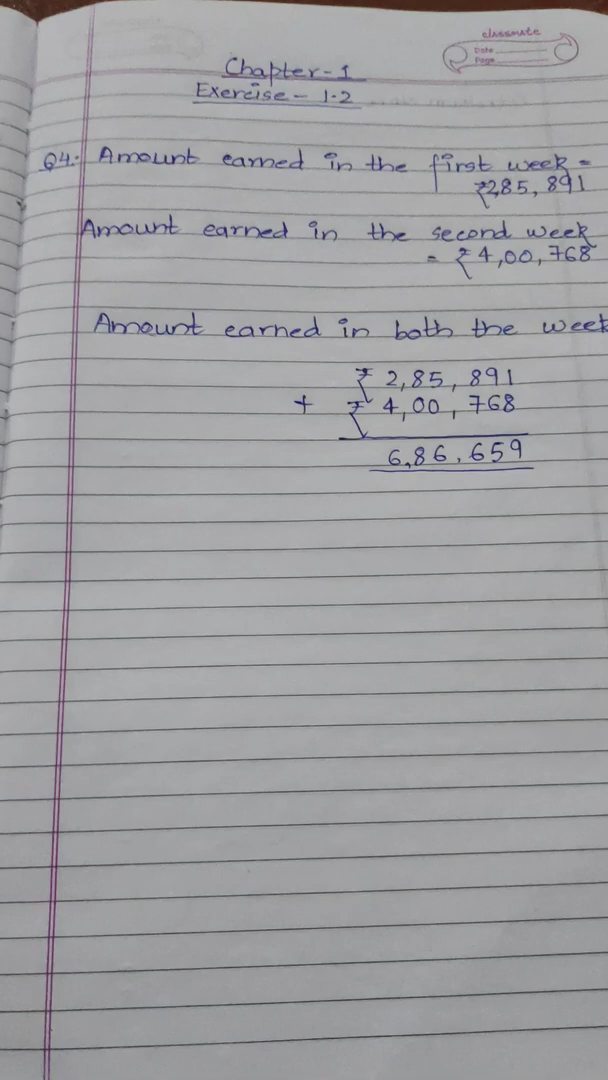 classmate
Date
Page
Chapter-1
Exercise - 1.2
Q4. Amount earned in the first week =
₹285,891
Amount earned in the second week
= ₹4,00,768
Amount earned in both the week
₹ 2,85,891
+ ₹ 4,00,768
6,86,659